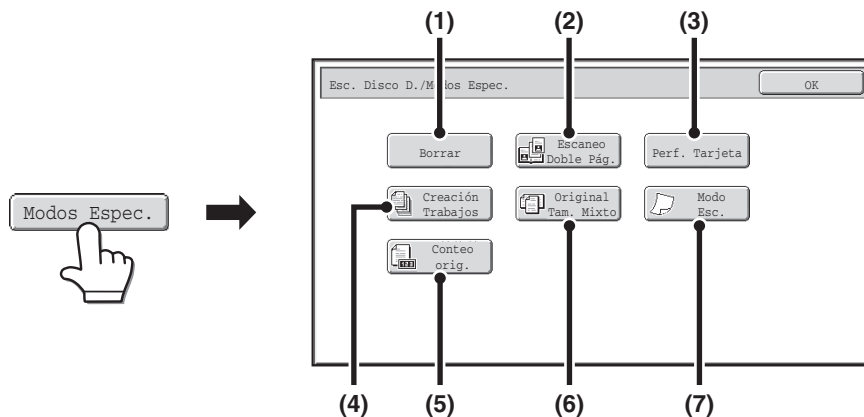 (1) (2) (3)
Esc. Disco D./Modos Espec. OK
Borrar
Escaneo
Doble Pág.
Perf. Tarjeta
Creación
Trabajos
Original
Tam. Mixto
Modo
Esc.
Modos Espec.
Conteo
orig.
123
(4) (5) (6) (7)